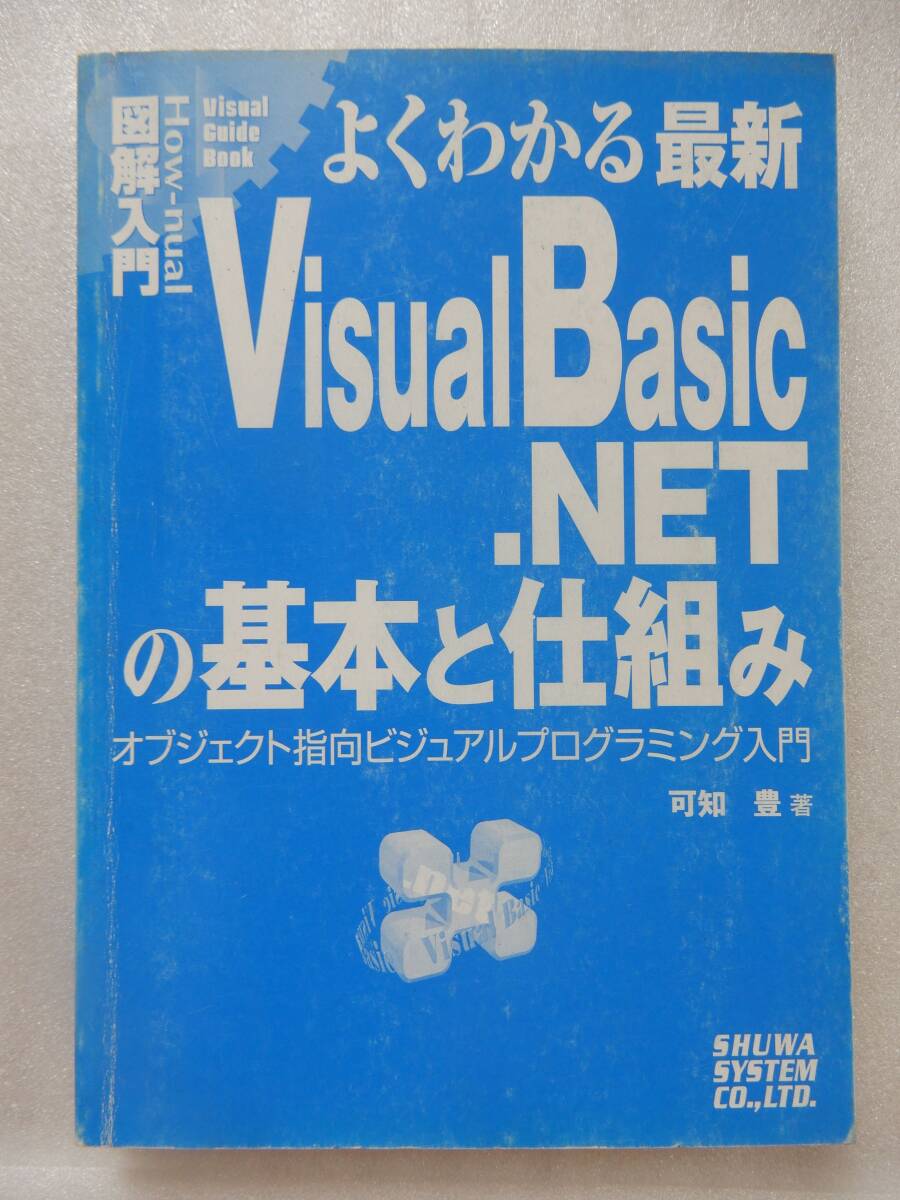 図解入門
How-nual
Visual
Guide
Book
よくわかる最新
Visual Basic
.NET
の基本と仕組み
オブジェクト指向ビジュアルプログラミング入門
可知 豊 著
SHUWA
SYSTEM
CO.,LTD.